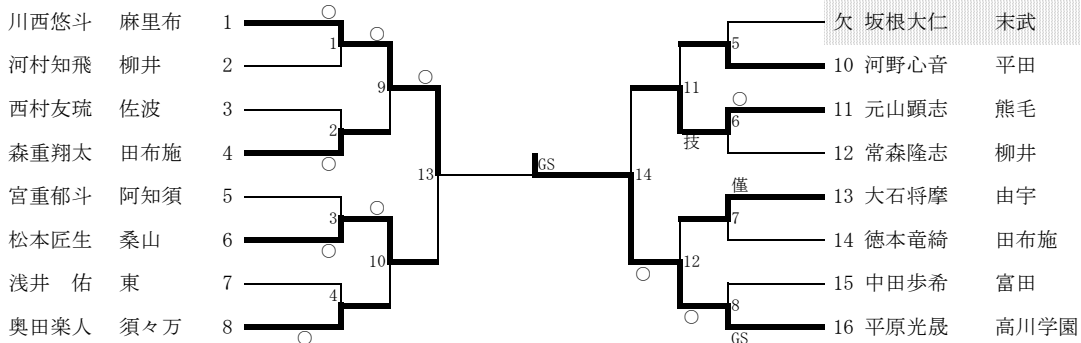 川西悠斗 麻里布 1
河村知飛 柳井 2
西村友琉 佐波 3
森重翔太 田布施 4
宮重郁斗 阿知須 5
松本匠生 桑山 6
浅井 佑 東 7
奥田楽人 須々万 8
○
1
○
9
○
2
○
13
3
○
○
10
4
○
GS
14
11
5
○
6
技
僅
7
12
○
8
○
GS
欠 坂根大仁 末武
10 河野心音 平田
11 元山顕志 熊毛
12 常森隆志 柳井
13 大石将摩 由宇
14 徳本竜綺 田布施
15 中田歩希 富田
16 平原光晟 高川学園